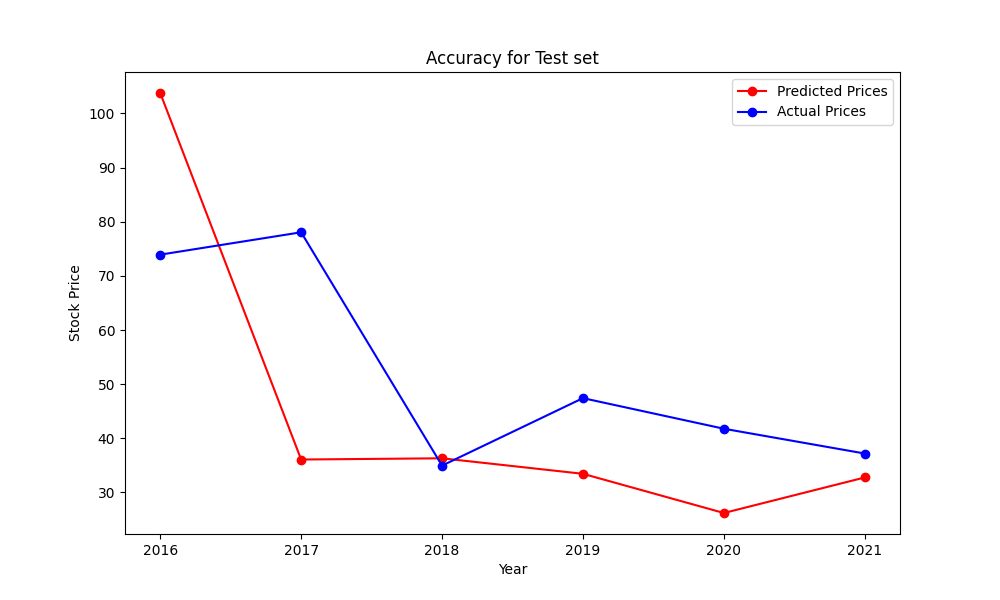 Accuracy for Test set
Predicted Prices
Actual Prices
100
90
80
70
60
50
40
30
Stock Price
2016 2017 2018 2019 2020 2021
Year